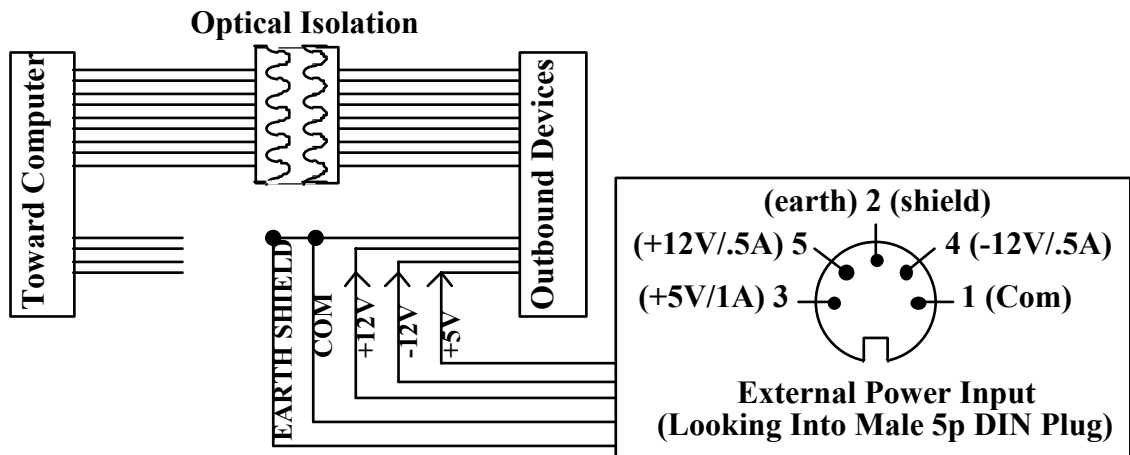 Optical Isolation
Toward Computer
Outbound Devices
EARTH SHIELD
COM
+12V
-12V
+5V
(earth) 2 (shield)
(+12V/.5A) 5
4 (-12V/.5A)
(+5V/1A) 3
1 (Com)
External Power Input
(Looking Into Male 5p DIN Plug)